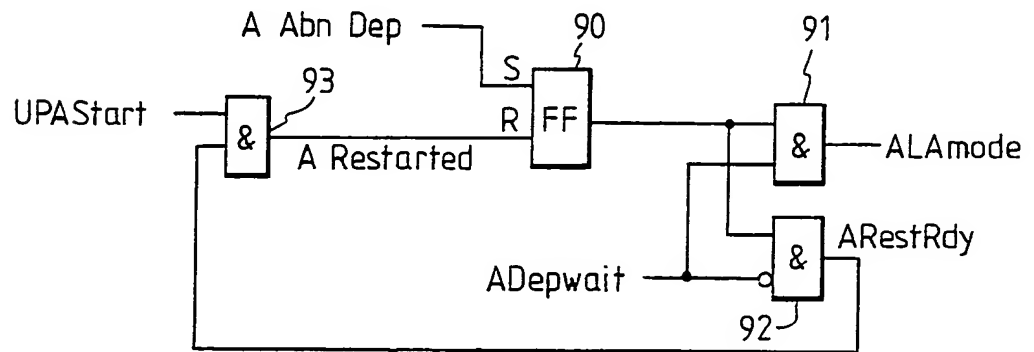 A Abn Dep
90
91
S
93
UPAStart
&
R
FF
&
A Restarted
ALAmode
ARestRdy
&
ADepwait
92